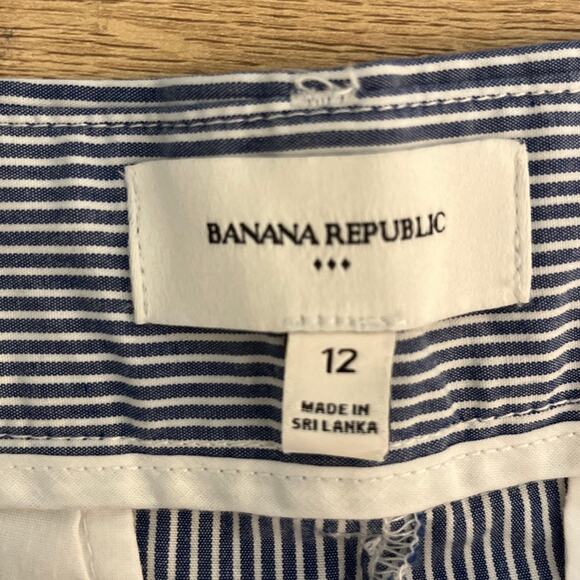 BANANA REPUBLIC
♦♦♦
12
MADE IN
SRI LANKA